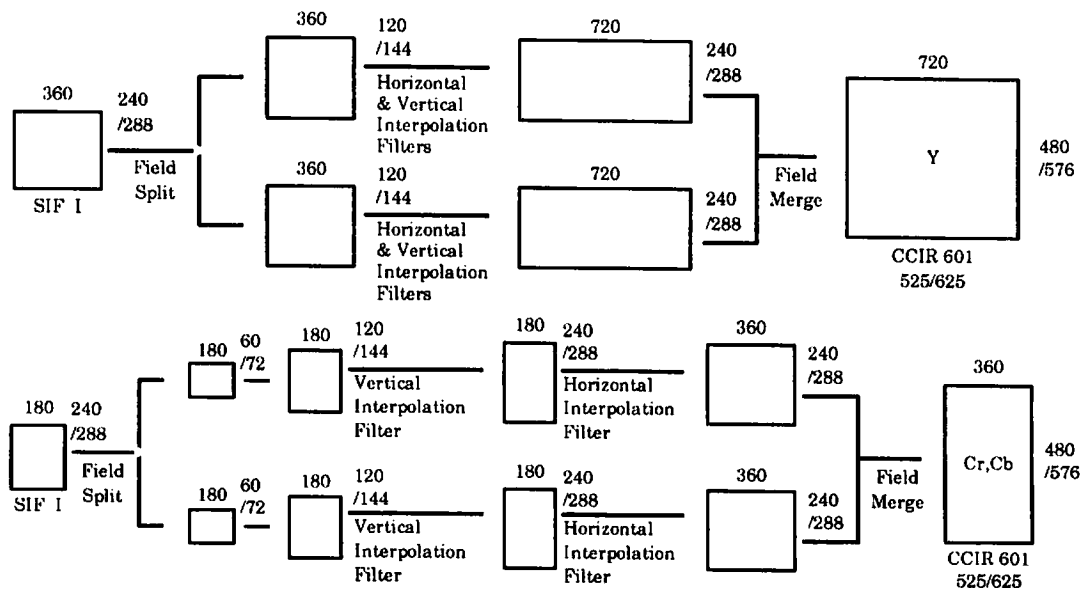 360
240
/288
SIF I
Field
Split
360
120
/144
Horizontal
& Vertical
Interpolation
Filters
720
240
/288
360
120
/144
Horizontal
& Vertical
Interpolation
Filters
720
240
/288
Field
Merge
720
Y
480
/576
CCIR 601
525/625
180
240
/288
SIF I
Field
Split
180
60
/72
180
120
/144
Vertical
Interpolation
Filter
180
240
/288
Horizontal
Interpolation
Filter
360
240
/288
180
60
/72
180
120
/144
Vertical
Interpolation
Filter
180
240
/288
Horizontal
Interpolation
Filter
360
240
/288
Field
Merge
360
Cr,Cb
480
/576
CCIR 601
525/625